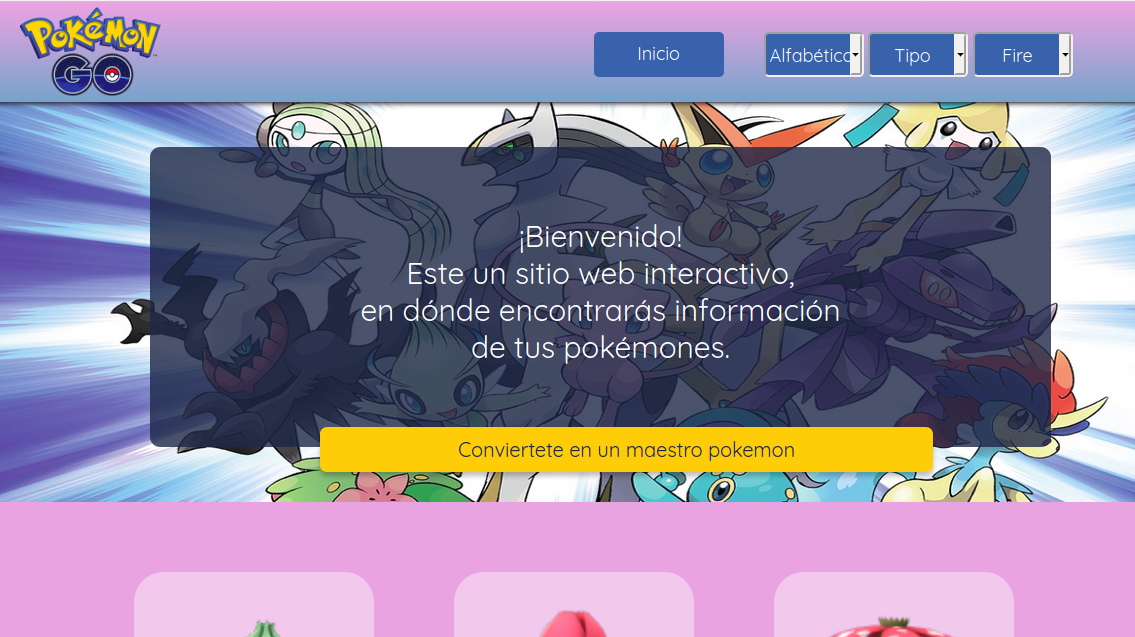 POKÉMON
GO
Inicio
Alfabétic
Tipo
Fire
¡Bienvenido!
Este un sitio web interactivo,
en dónde encontrarás información
de tus pokémones.
Conviertete en un maestro pokemon